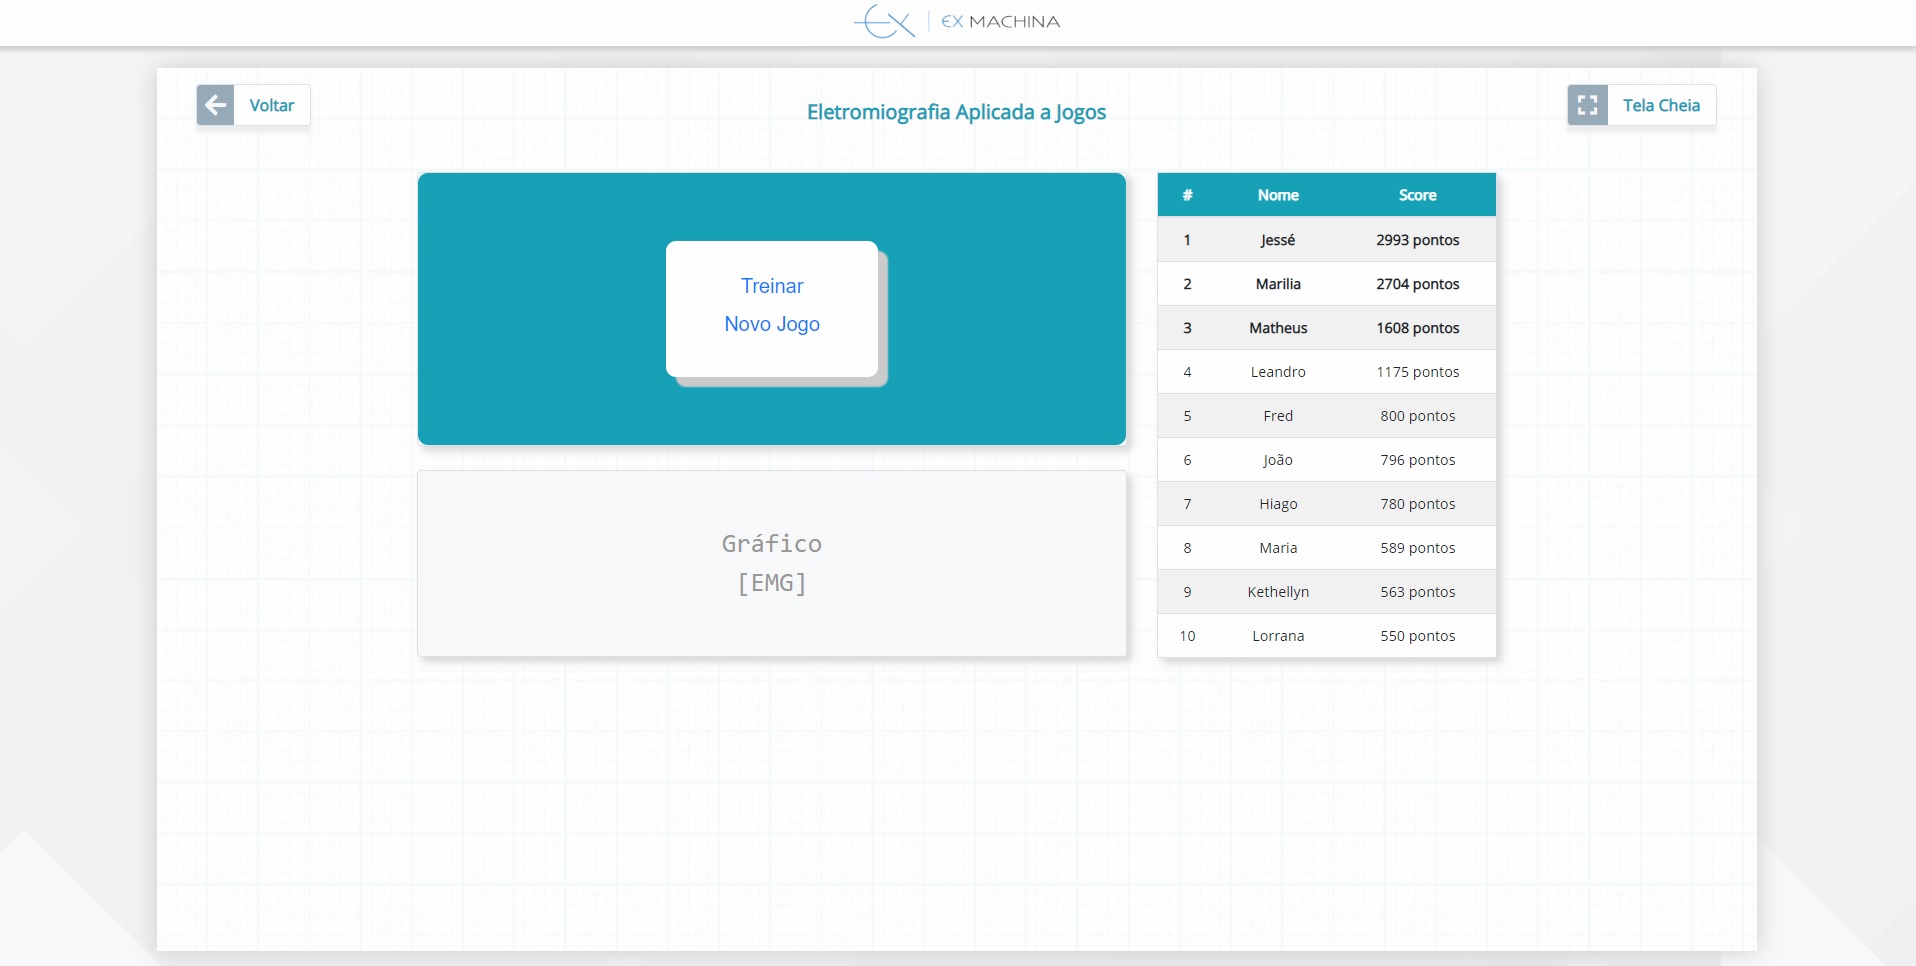 EX | EX MACHINA
Voltar
Eletromiografia Aplicada a Jogos
Tela Cheia
Treinar
Novo Jogo
Gráfico
[EMG]
# Nome Score
1 Jessé 2993 pontos
2 Marilia 2704 pontos
3 Matheus 1608 pontos
4 Leandro 1175 pontos
5 Fred 800 pontos
6 João 796 pontos
7 Hiago 780 pontos
8 Maria 589 pontos
9 Kethellyn 563 pontos
10 Lorrana 550 pontos